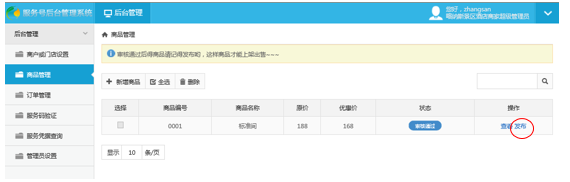 服务号后台管理系统
后台管理
您好，zhangsan
后台管理
商品管理
商户或门店设置
审核通过后得商品请记得发布哈，这样商品才能上架出售~~~
商品管理
新增商品 全选 删除
订单管理
选择 商品编号 商品名称 原价 优惠价 状态 操作
服务码验证
0001 标准间 188 168 审核通过 查看 发布
服务凭据查询
管理员设置
显示 10 条/页